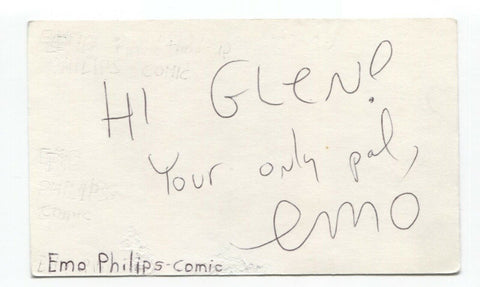 HI GLEN!
Your only pal,
emo
Emo Philips-comic